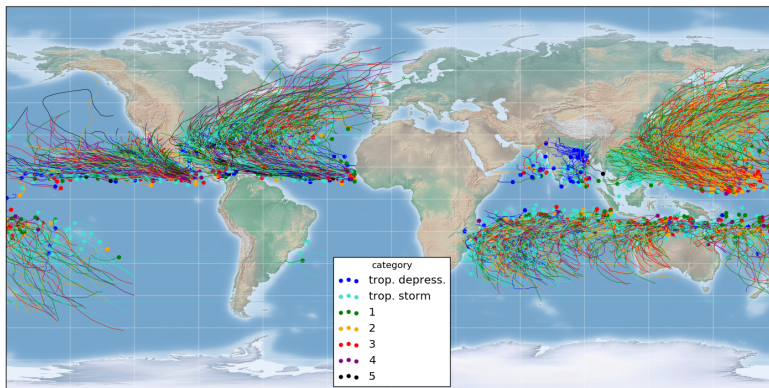 category
trop. depress.
trop. storm
1
2
3
4
5